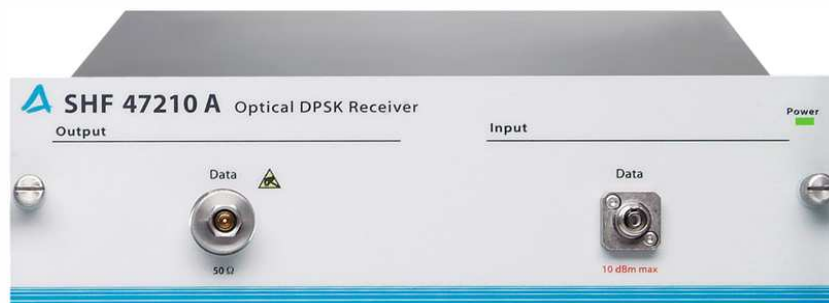 SHF 47210 A Optical DPSK Receiver
Output
Input
Power
Data
Data
50 Ω
10 dBm max